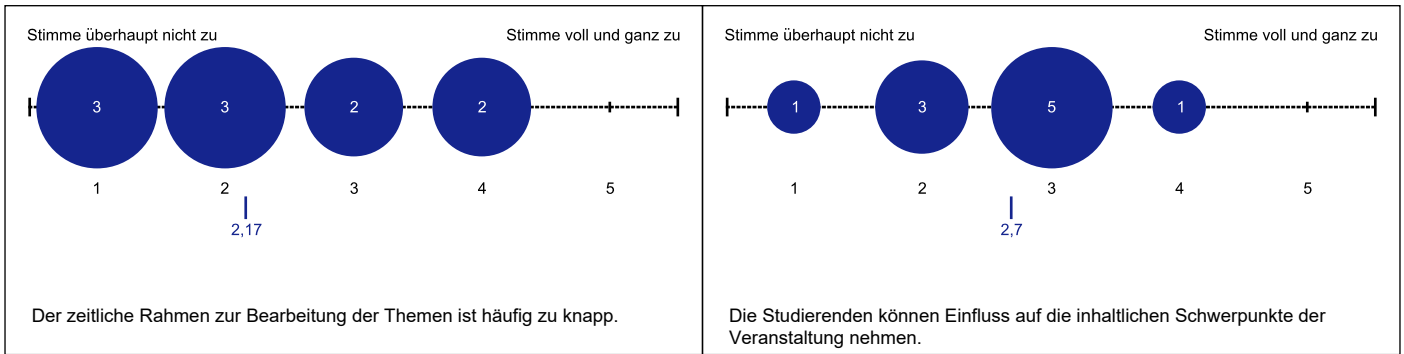 Stimme überhaupt nicht zu Stimme voll und ganz zu
3 3 2 2
1 2 3 4 5
2,17
Der zeitliche Rahmen zur Bearbeitung der Themen ist häufig zu knapp.
Stimme überhaupt nicht zu Stimme voll und ganz zu
1 3 5 1
1 2 3 4 5
2,7
Die Studierenden können Einfluss auf die inhaltlichen Schwerpunkte der
Veranstaltung nehmen.